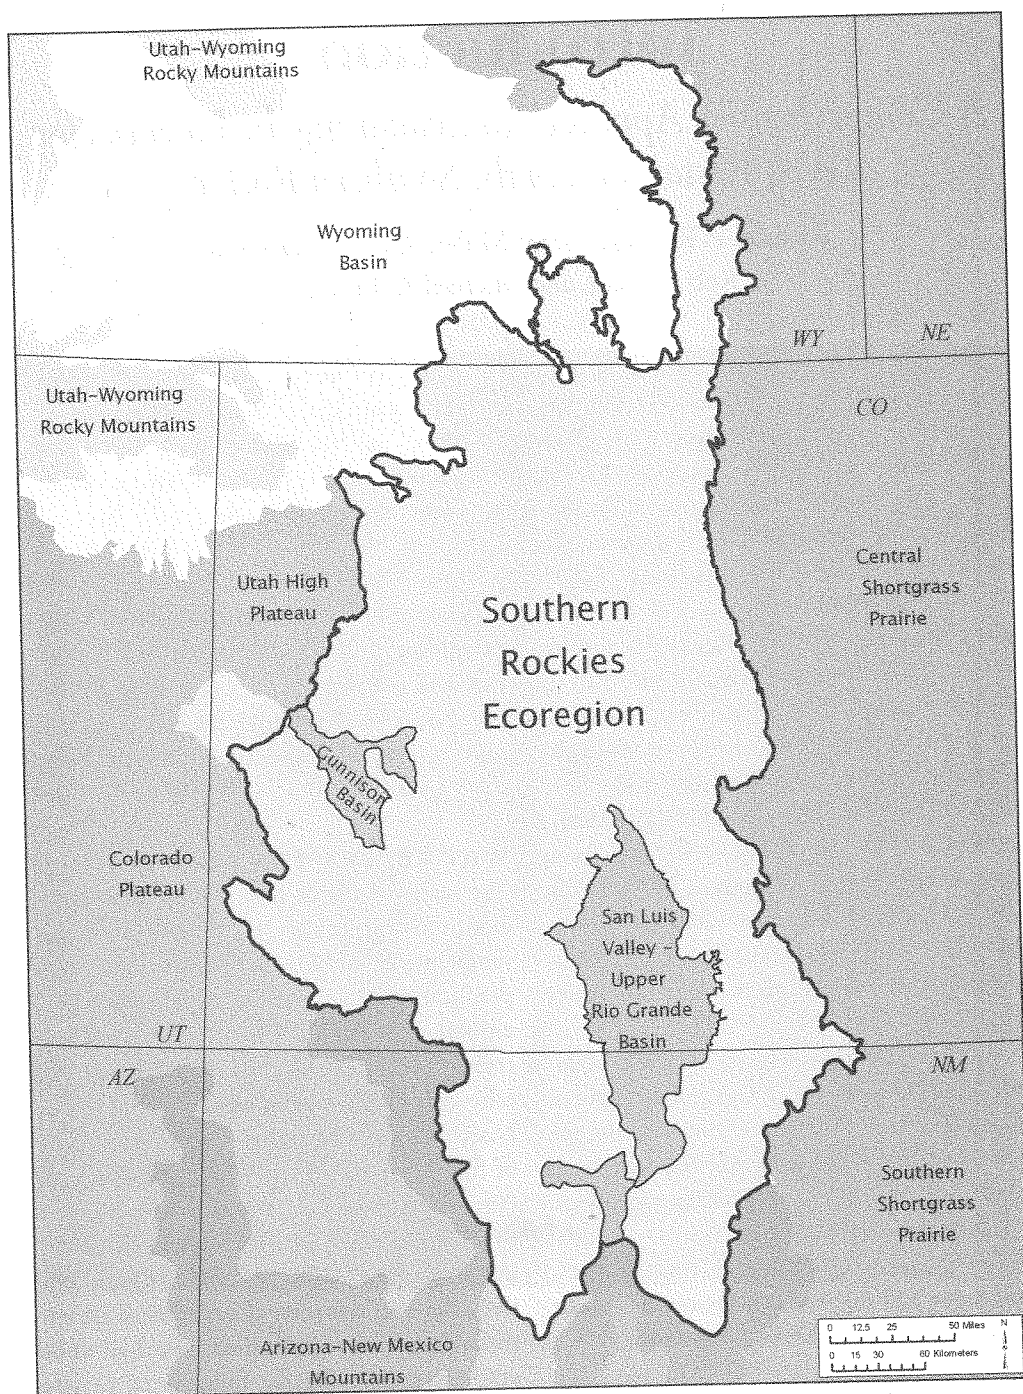 Utah-Wyoming
Rocky Mountains
Wyoming
Basin
WY
NE
Utah-Wyoming
Rocky Mountains
CO
Utah High
Plateau
Central
Shortgrass
Prairie
Southern
Rockies
Ecoregion
Gunnison
Basin
Colorado
Plateau
San Luis
Valley -
Upper
Rio Grande
Basin
UT
AZ
NM
Southern
Shortgrass
Prairie
Arizona-New Mexico
Mountains
0 12.5 25 50 Miles
0 15 30 60 Kilometers
N